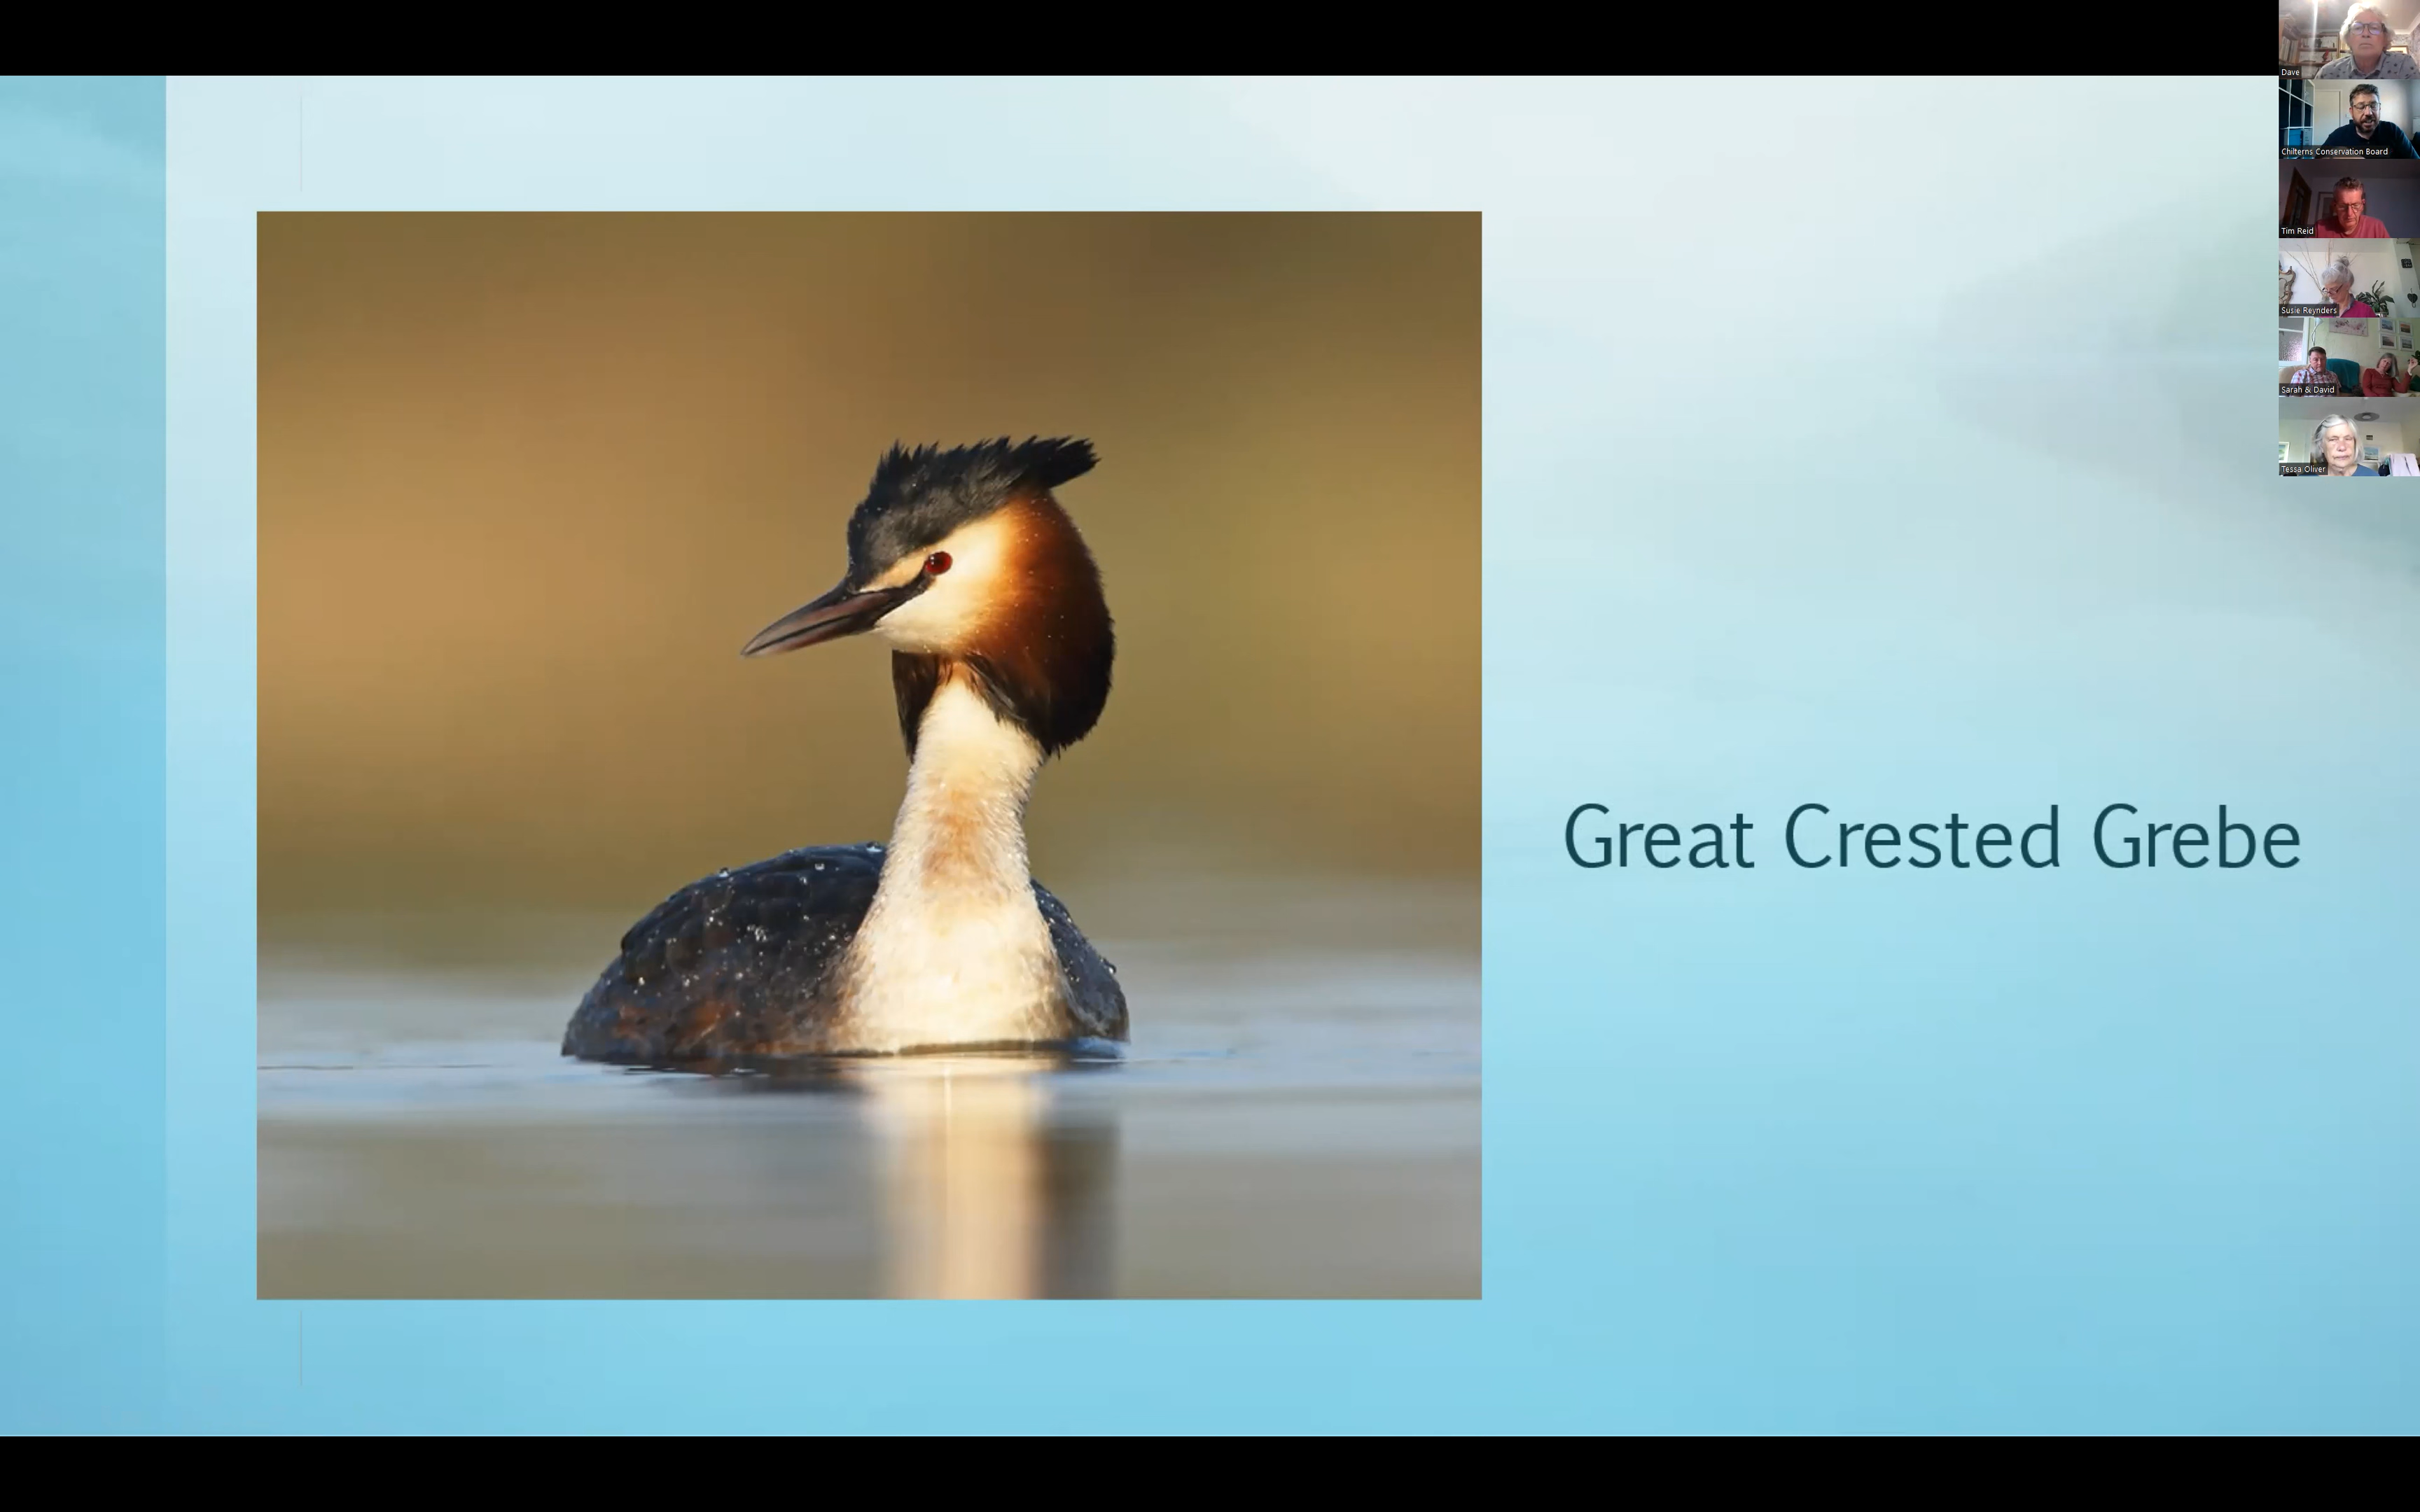 Dave
Chilterns Conservation Board
Tim Reid
Susie Reynders
Sarah & David
Tessa Oliver
Great Crested Grebe